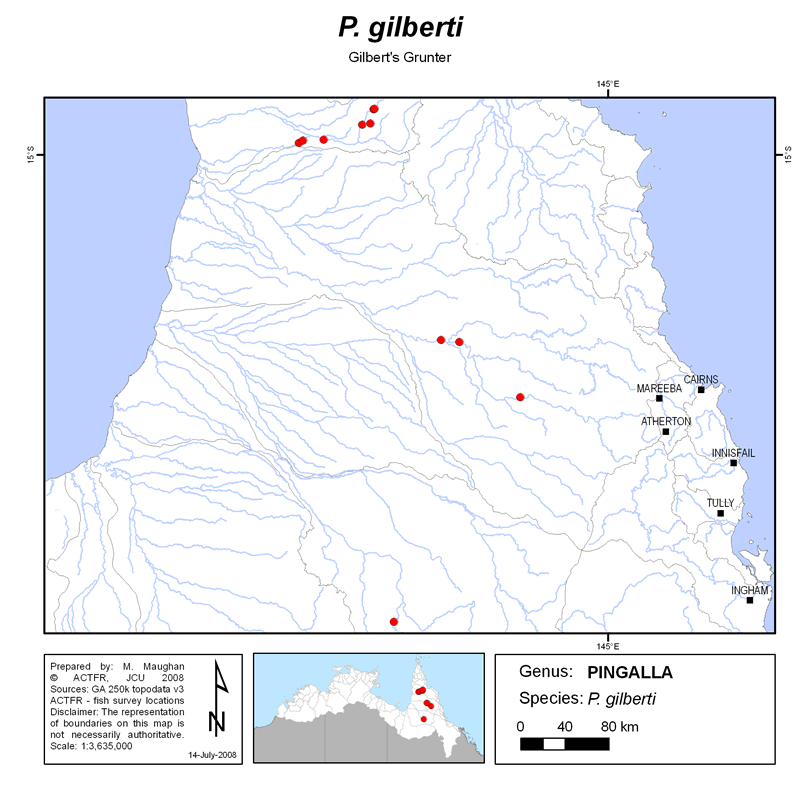 P. gilberti
Gilbert's Grunter
145°E
15°S
15°S
CAIRNS
MAREEBA
ATHERTON
INNISFAIL
TULLY
INGHAM
145°E
Prepared by: M. Maughan
© ACTFR, JCU 2008
Sources: GA 250k topodata v3
ACTFR - fish survey locations
Disclaimer: The representation
of boundaries on this map is
not necessarily authoritative.
Scale: 1:3,635,000
N
14-July-2008
Genus: PINGALLA
Species: P. gilberti
0 40 80 km